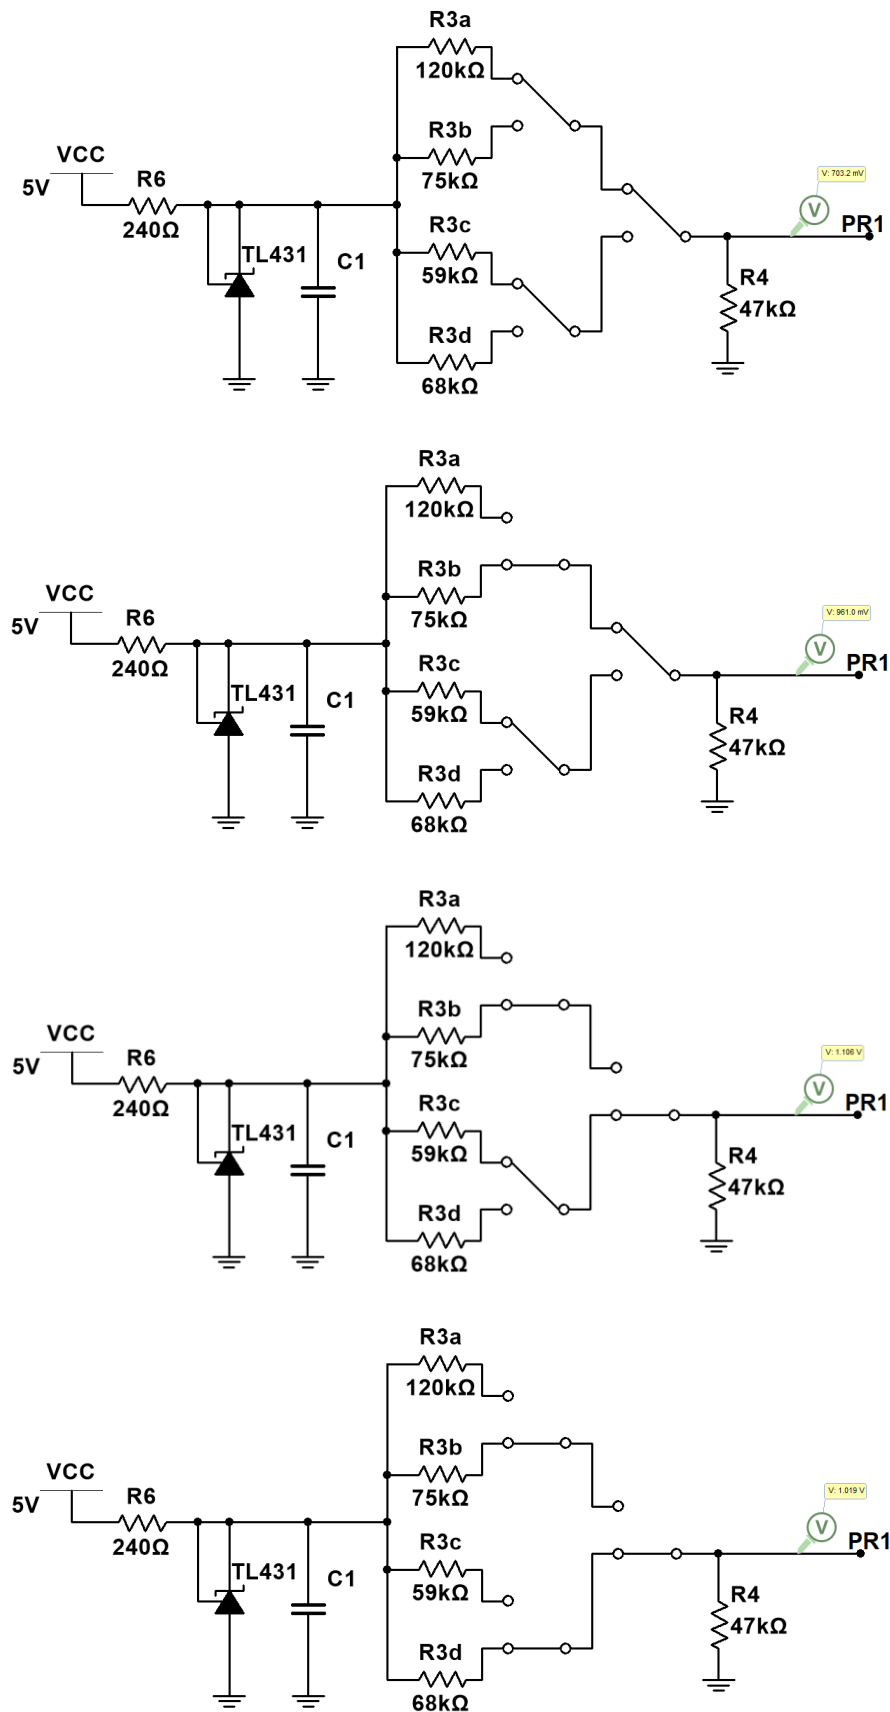 R3a
120kΩ
R3b
75kΩ
VCC
5V
R6
240Ω
TL431
C1
R3c
59kΩ
R3d
68kΩ
V: 703.2 mV
V
PR1
R4
47kΩ
R3a
120kΩ
R3b
75kΩ
VCC
5V
R6
240Ω
TL431
C1
R3c
59kΩ
R3d
68kΩ
V: 961.0 mV
V
PR1
R4
47kΩ
R3a
120kΩ
R3b
75kΩ
VCC
5V
R6
240Ω
TL431
C1
R3c
59kΩ
R3d
68kΩ
V: 1.106 V
V
PR1
R4
47kΩ
R3a
120kΩ
R3b
75kΩ
VCC
5V
R6
240Ω
TL431
C1
R3c
59kΩ
R3d
68kΩ
V: 1.019 V
V
PR1
R4
47kΩ